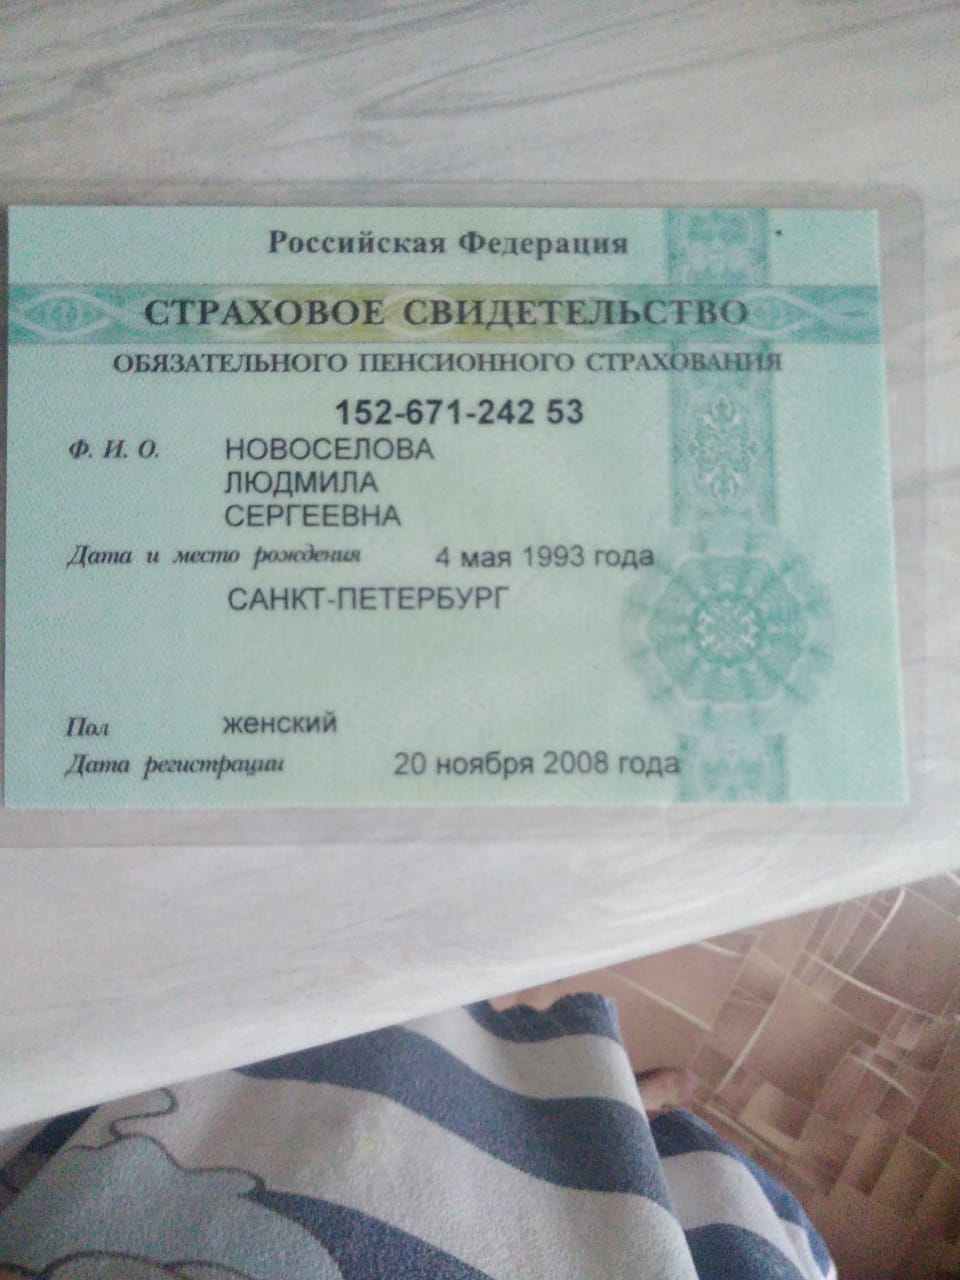 Российская Федерация
СТРАХОВОЕ СВИДЕТЕЛЬСТВО
ОБЯЗАТЕЛЬНОГО ПЕНСИОННОГО СТРАХОВАНИЯ
152-671-242 53
Ф. И. О. НОВОСЕЛОВА
ЛЮДМИЛА
СЕРГЕЕВНА
Дата и место рождения 4 мая 1993 года
САНКТ-ПЕТЕРБУРГ
Пол женский
Дата регистрации 20 ноября 2008 года